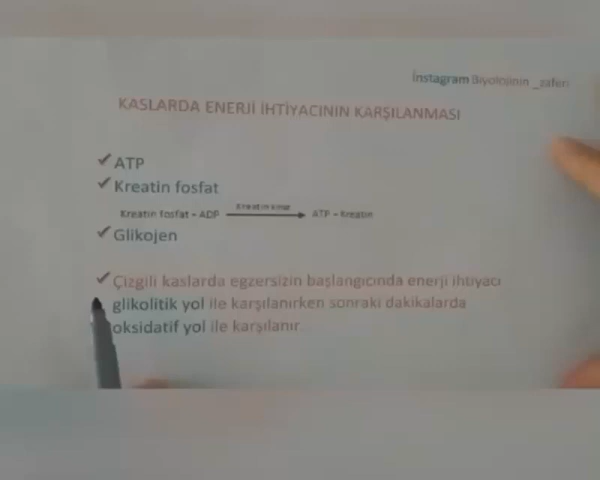 İnstagram Biyolojinin _zaferi
KASLARDA ENERJİ İHTİYACININ KARŞILANMASI
✓ ATP
✓ Kreatin fosfat
Kreatin kinaz
Kreatin fosfat + ADP → ATP + Kreatin
✓ Glikojen
✓ Çizgili kaslarda egzersizin başlangıcında enerji ihtiyacı
glikolitik yol ile karşılanırken sonraki dakikalarda
oksidatif yol ile karşılanır.